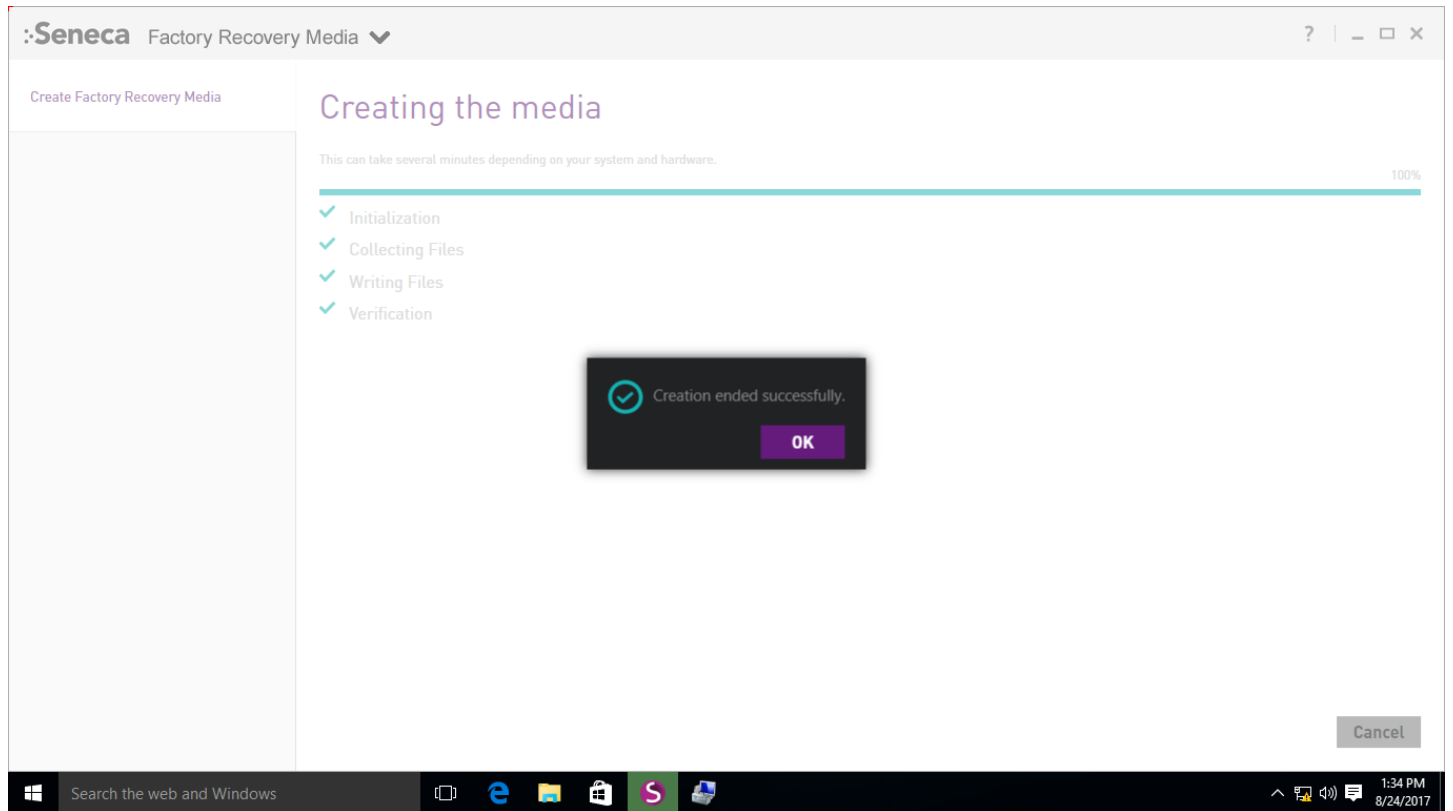 :·Seneca Factory Recovery Media
?
Create Factory Recovery Media
Creating the media
This can take several minutes depending on your system and hardware.
100%
Initialization
Collecting Files
Writing Files
Verification
Creation ended successfully.
OK
Cancel
Search the web and Windows
1:34 PM
8/24/2017